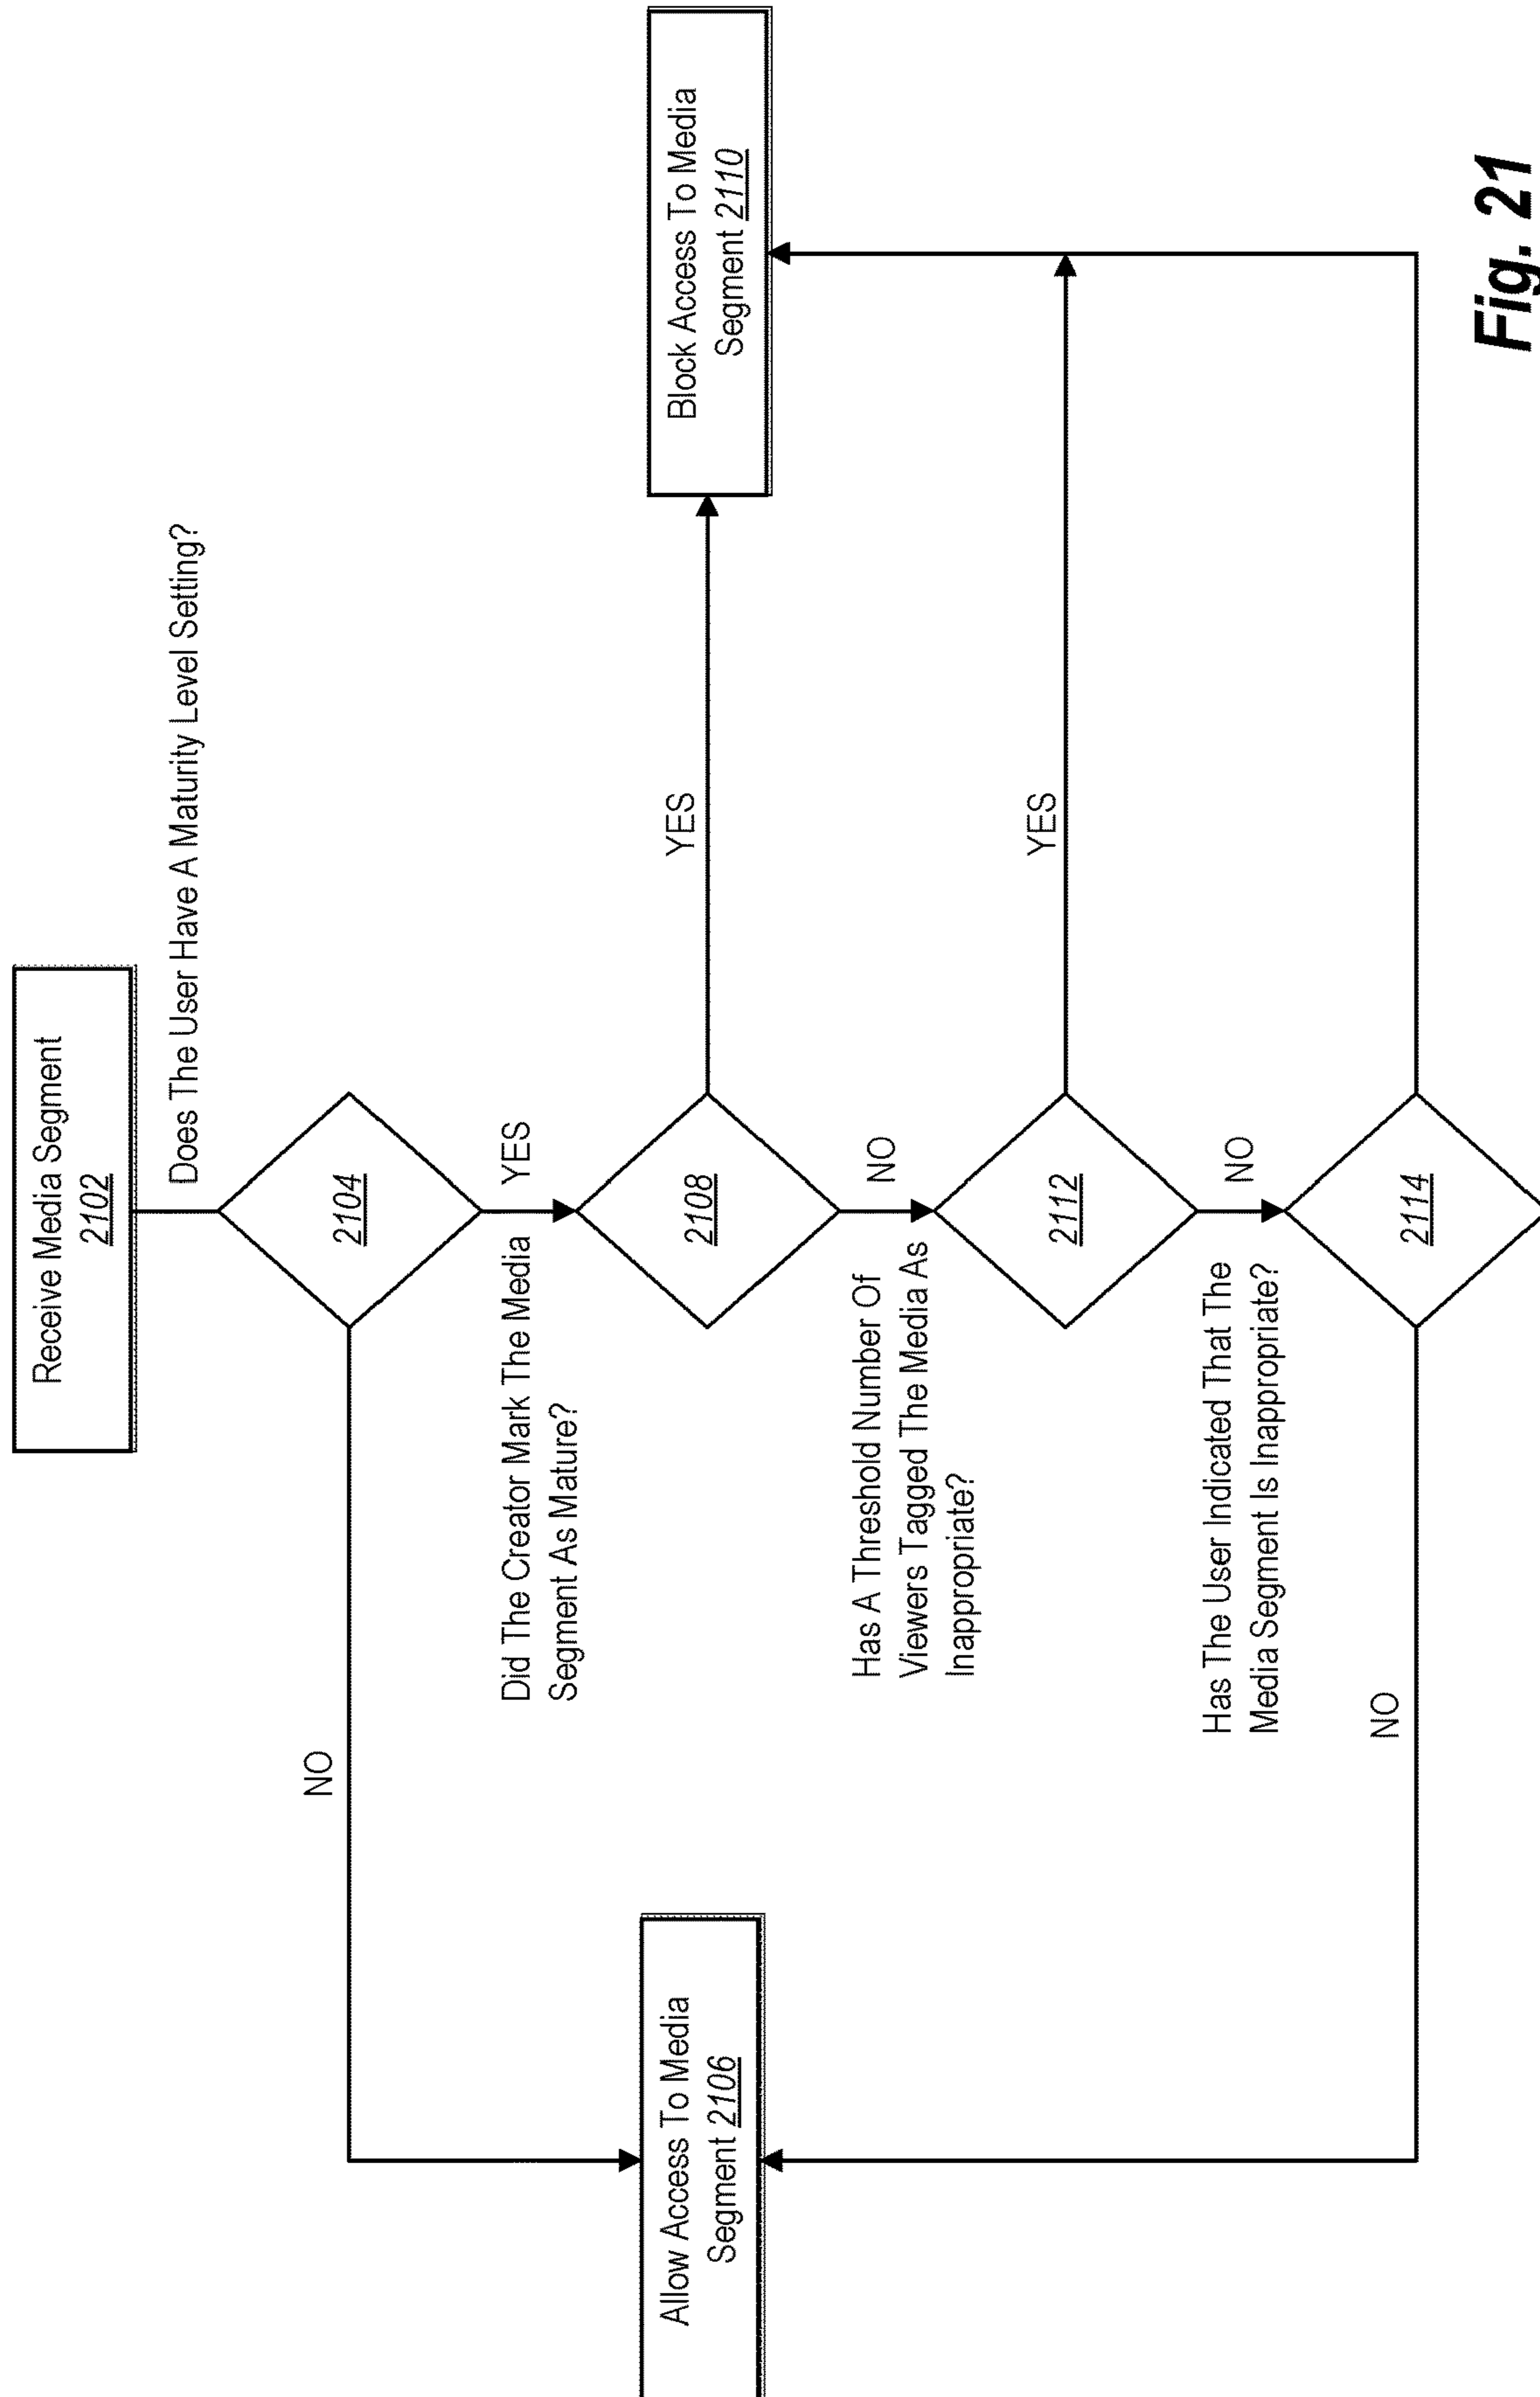 Receive Media Segment
2102
Does The User Have A Maturity Level Setting?
2104
NO
YES
Did The Creator Mark The Media
Segment As Mature?
Allow Access To Media
Segment 2106
2108
YES
Block Access To Media
Segment 2110
NO
Has A Threshold Number Of
Viewers Tagged The Media As
Inappropriate?
2112
YES
NO
Has The User Indicated That The
Media Segment Is Inappropriate?
2114
NO
Fig. 21